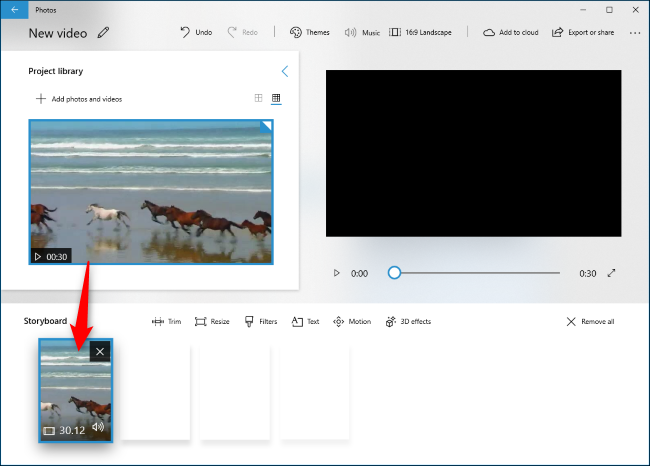 Photos
New video
Undo
Redo
Themes
Music
16:9 Landscape
Add to cloud
Export or share
Project library
Add photos and videos
00:30
0:00
0:30
Storyboard
Trim
Resize
Filters
Text
Motion
3D effects
Remove all
30.12